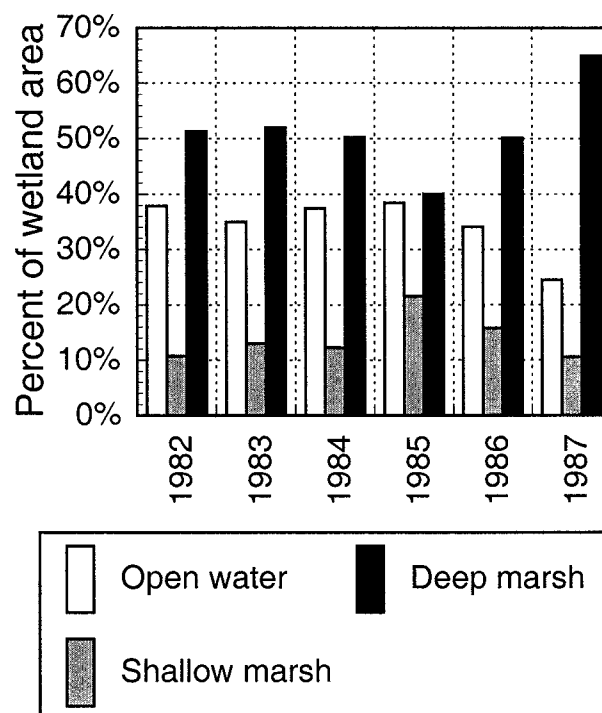 Percent of wetland area
70%
60%
50%
40%
30%
20%
10%
0%
1982 1983 1984 1985 1986 1987
Open water Deep marsh
Shallow marsh